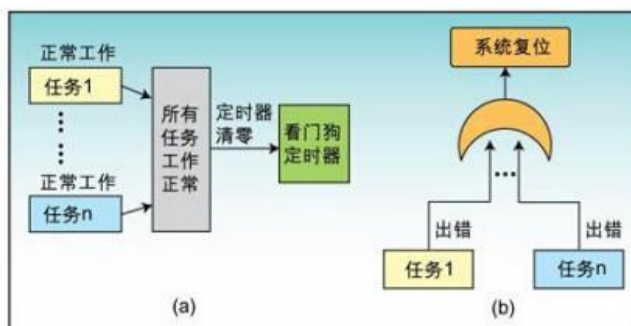 正常工作
任务1
正常工作
任务n
所有
任务
工作
正常
定时器
清零
看门狗
定时器
(a)
系统复位
出错
任务1
出错
任务n
(b)